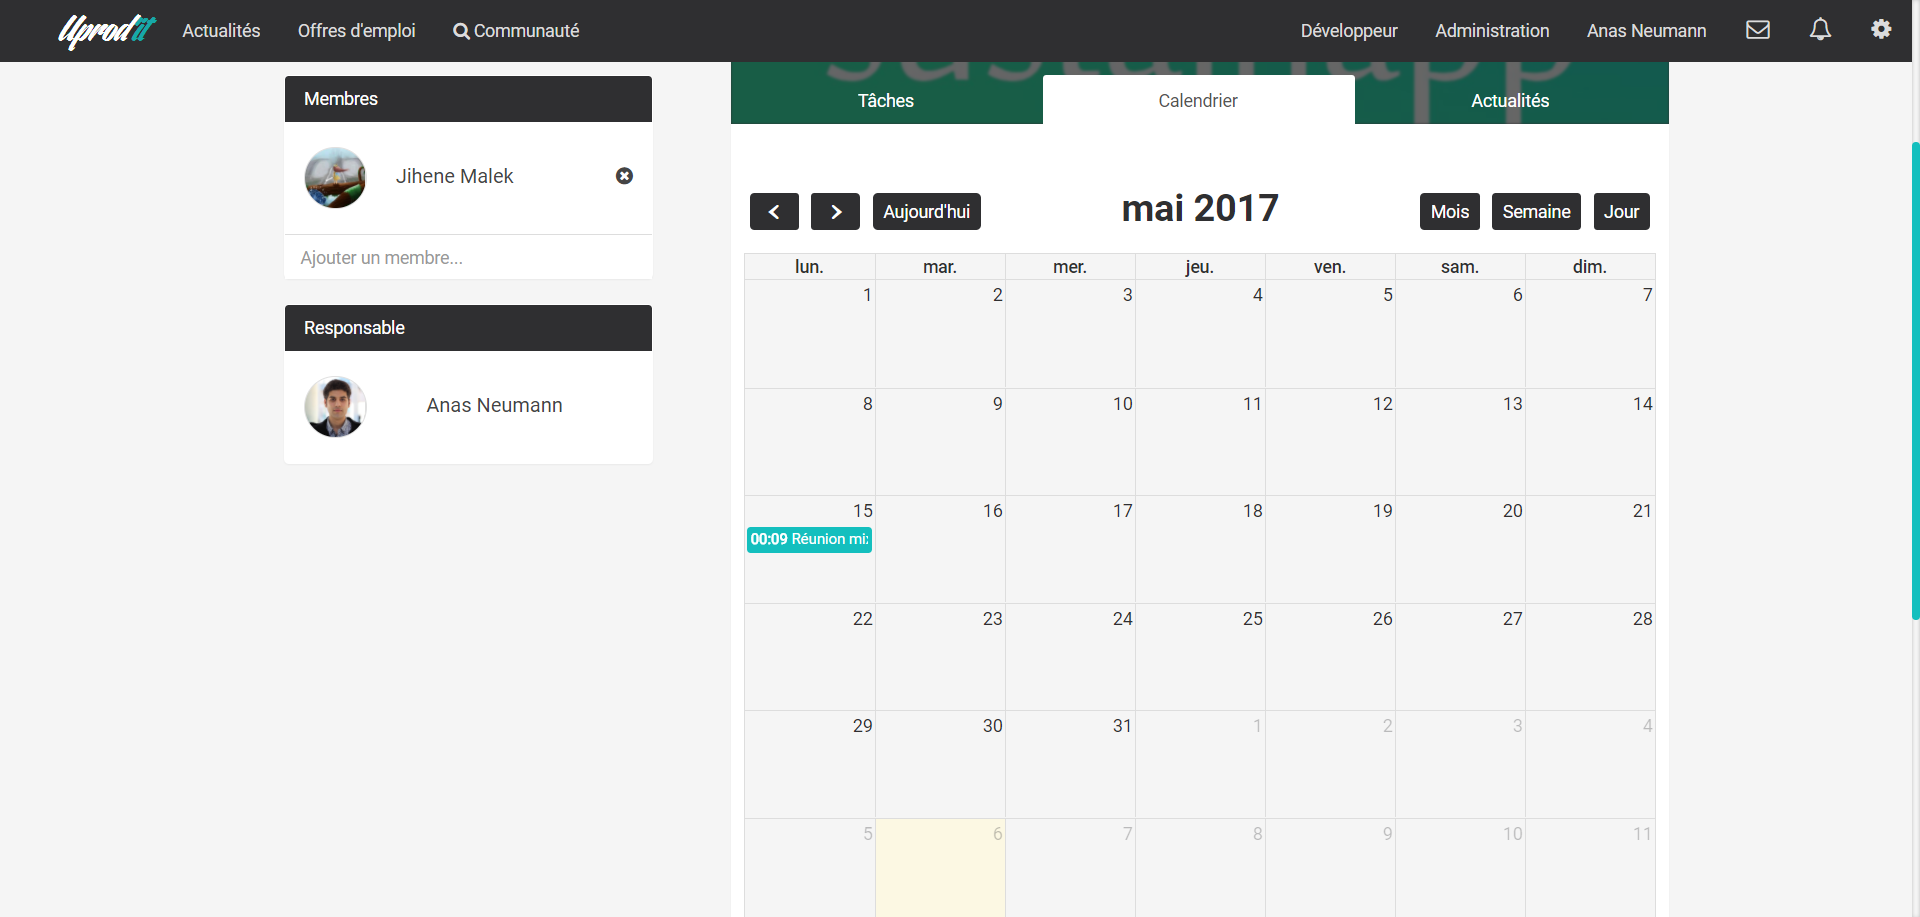 Uprodit Actualités Offres d'emploi Communauté Développeur Administration Anas Neumann
Membres
Jihene Malek
Ajouter un membre...
Responsable
Anas Neumann
sustainapp
Tâches Calendrier Actualités
Aujourd'hui mai 2017 Mois Semaine Jour
lun. mar. mer. jeu. ven. sam. dim.
1 2 3 4 5 6 7
8 9 10 11 12 13 14
15 16 17 18 19 20 21
00:09 Réunion
22 23 24 25 26 27 28
29 30 31 1 2 3 4
5 6 7 8 9 10 11